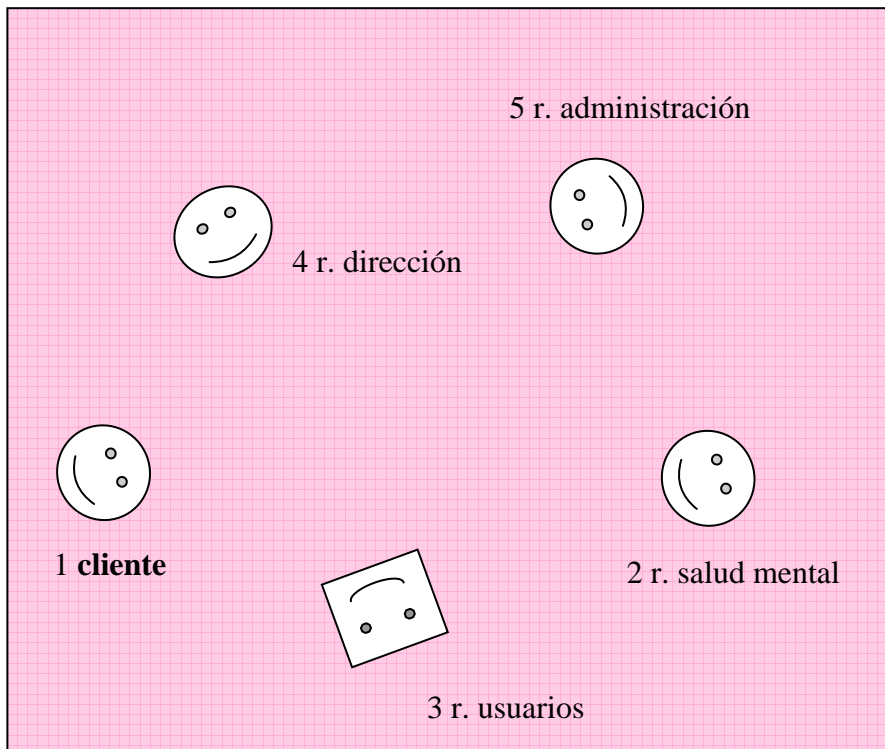 5 r. administración
4 r. dirección
1 cliente
2 r. salud mental
3 r. usuarios